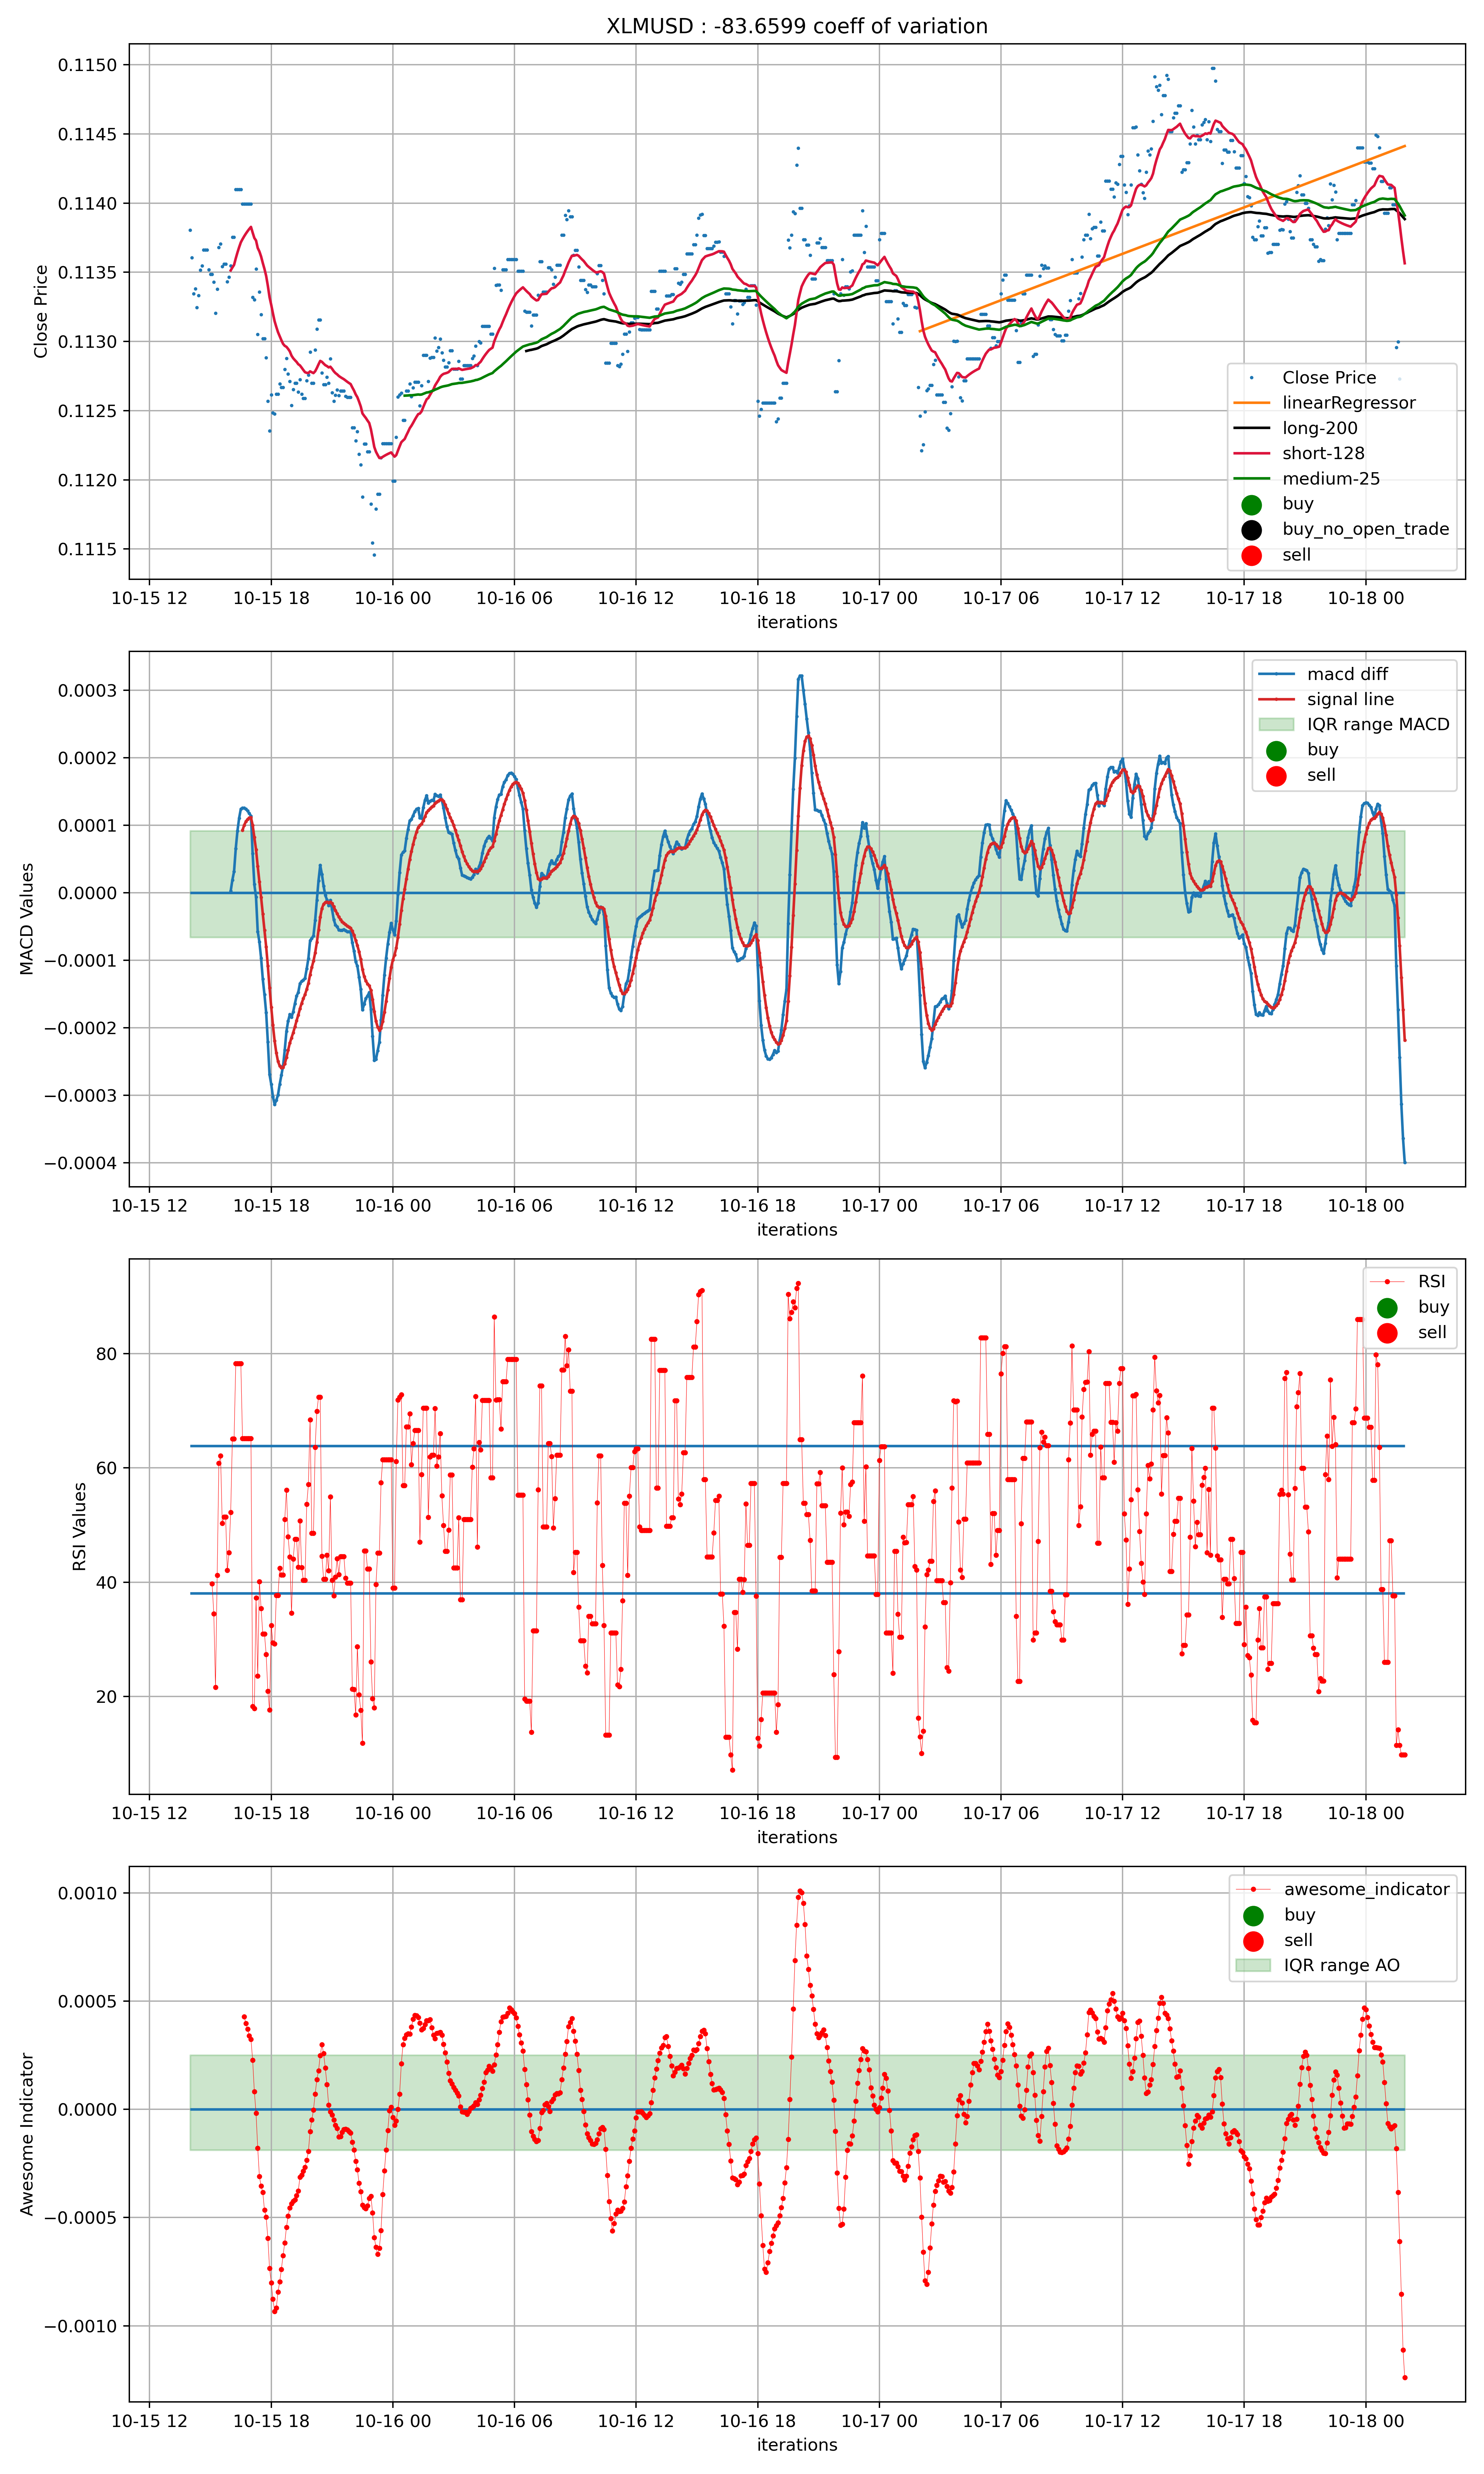 XLMUSD : -83.6599 coeff of variation
Close Price
0.1150
0.1145
0.1140
0.1135
0.1130
0.1125
0.1120
0.1115
Close Price
linearRegressor
long-200
short-128
medium-25
buy
buy_no_open_trade
sell
10-15 12
10-15 18
10-16 00
10-16 06
10-16 12
10-16 18
10-17 00
10-17 06
10-17 12
10-17 18
10-18 00
iterations
MACD Values
0.0003
0.0002
0.0001
0.0000
−0.0001
−0.0002
−0.0003
−0.0004
macd diff
signal line
IQR range MACD
buy
sell
10-15 12
10-15 18
10-16 00
10-16 06
10-16 12
10-16 18
10-17 00
10-17 06
10-17 12
10-17 18
10-18 00
iterations
RSI Values
80
60
40
20
RSI
buy
sell
10-15 12
10-15 18
10-16 00
10-16 06
10-16 12
10-16 18
10-17 00
10-17 06
10-17 12
10-17 18
10-18 00
iterations
Awesome Indicator
0.0010
0.0005
0.0000
−0.0005
−0.0010
awesome_indicator
buy
sell
IQR range AO
10-15 12
10-15 18
10-16 00
10-16 06
10-16 12
10-16 18
10-17 00
10-17 06
10-17 12
10-17 18
10-18 00
iterations